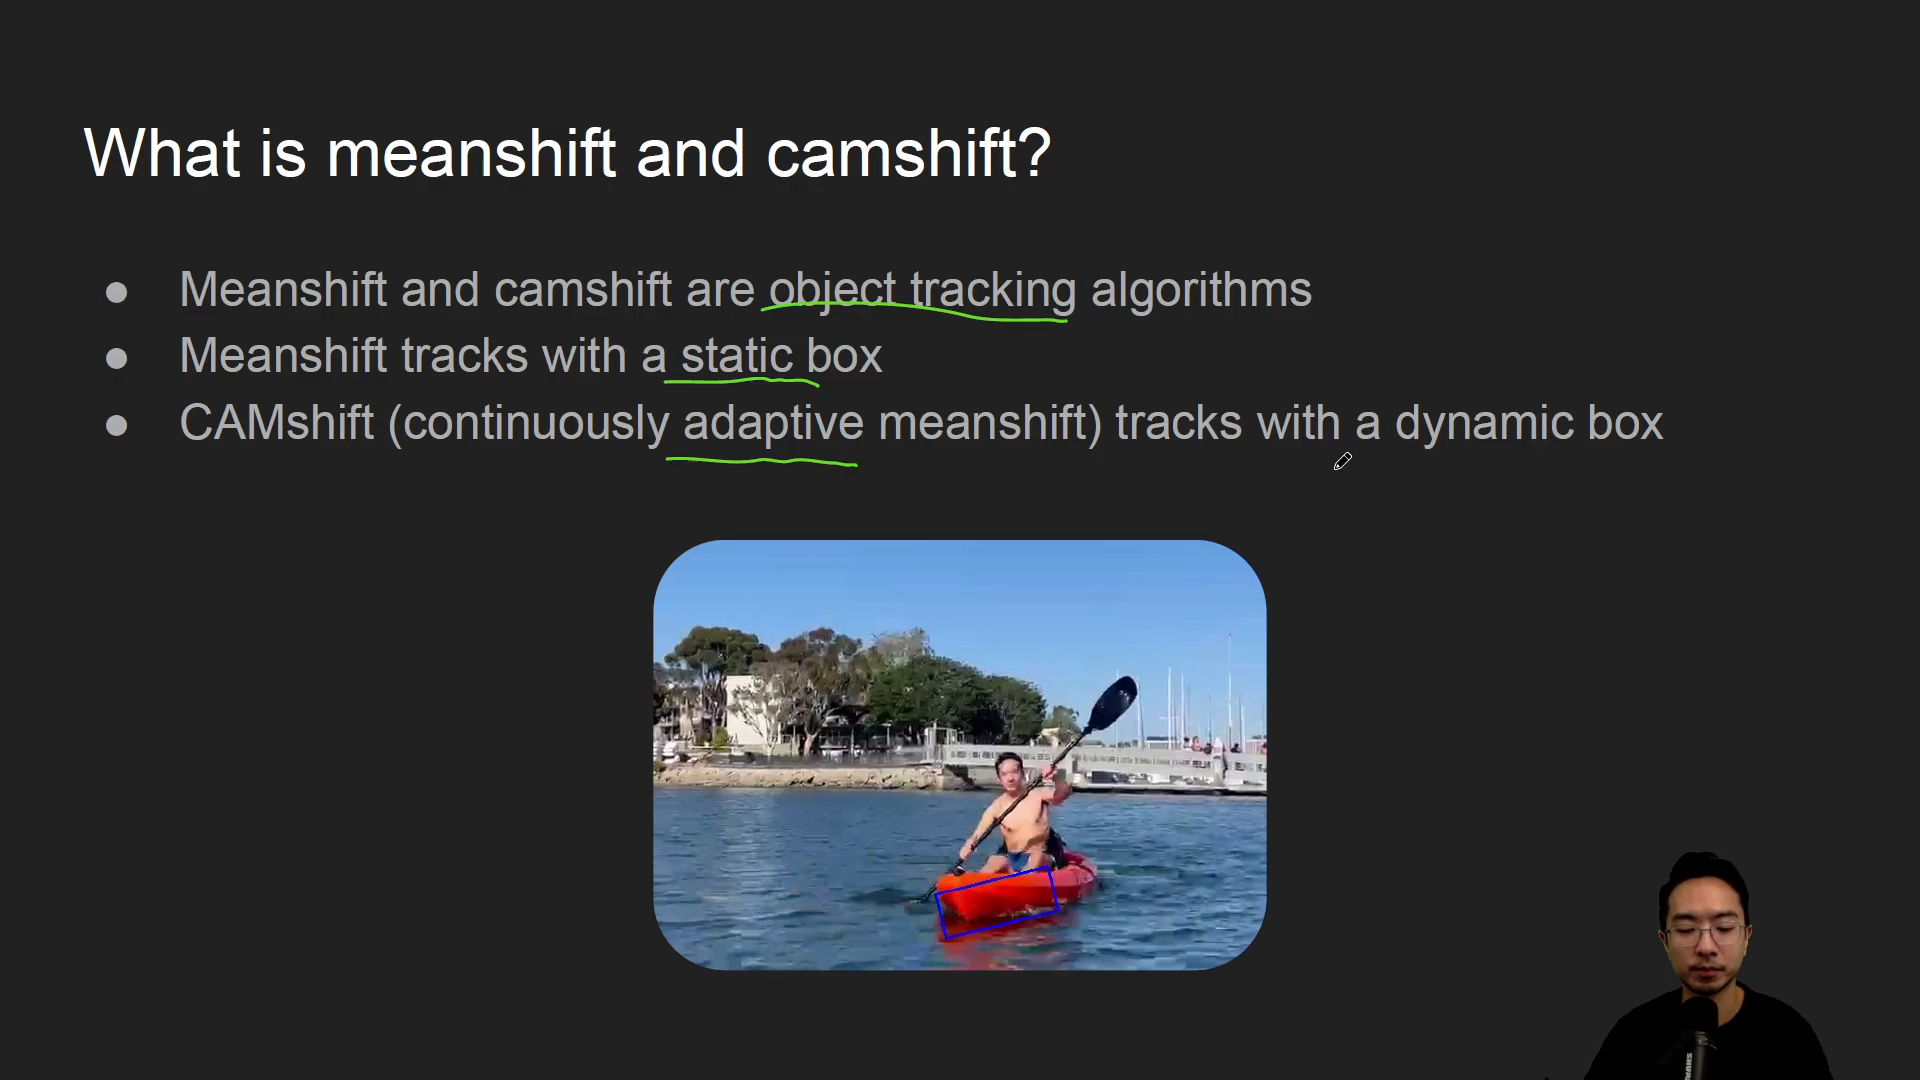 What is meanshift and camshift?
● Meanshift and camshift are object tracking algorithms
● Meanshift tracks with a static box
● CAMshift (continuously adaptive meanshift) tracks with a dynamic box